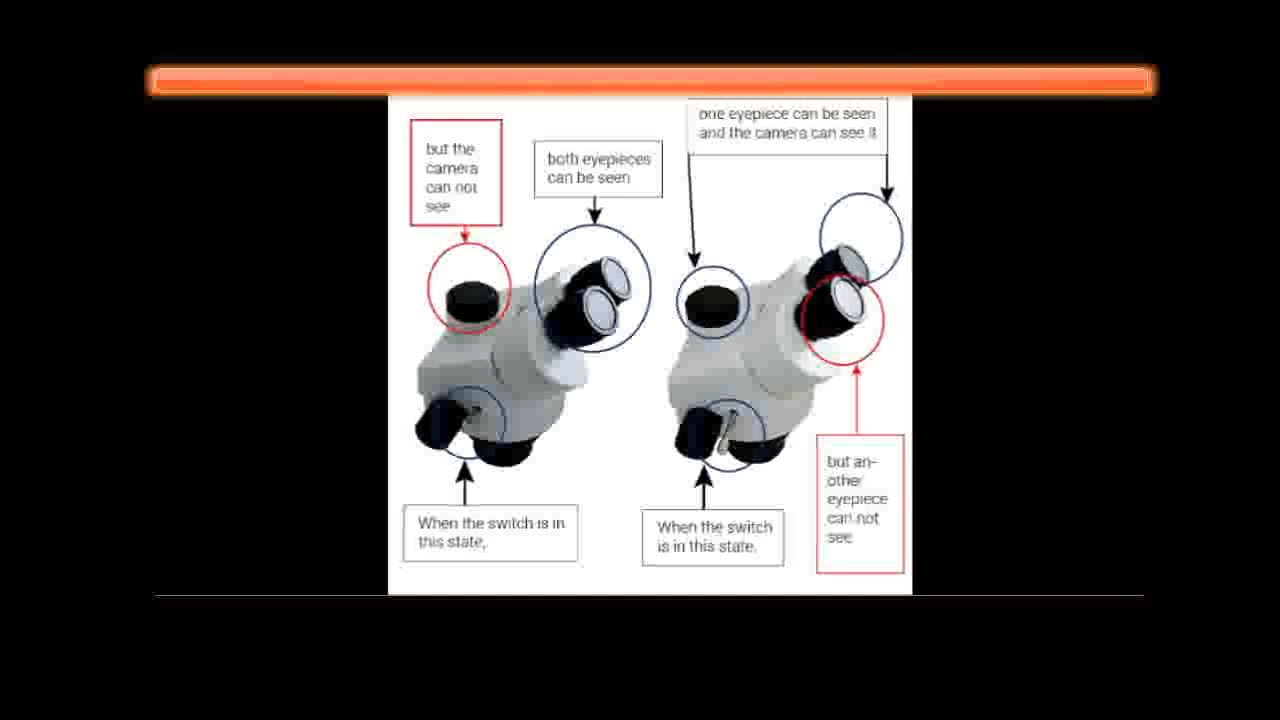 one eyepiece can be seen
and the camera can see it
but the
camera
can not
see
both eyepieces
can be seen
When the switch is in
this state,
When the switch
is in this state.
but an-
other
eyepiece
can not
see